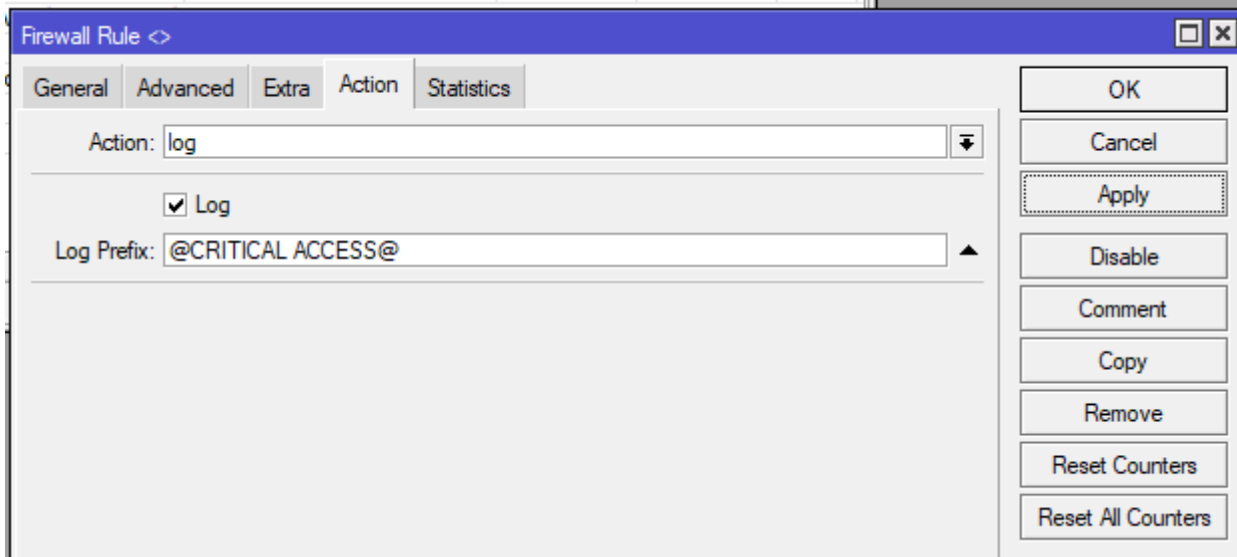 Firewall Rule <>
General Advanced Extra Action Statistics
Action: log
Log
Log Prefix: @CRITICAL ACCESS@
OK
Cancel
Apply
Disable
Comment
Copy
Remove
Reset Counters
Reset All Counters